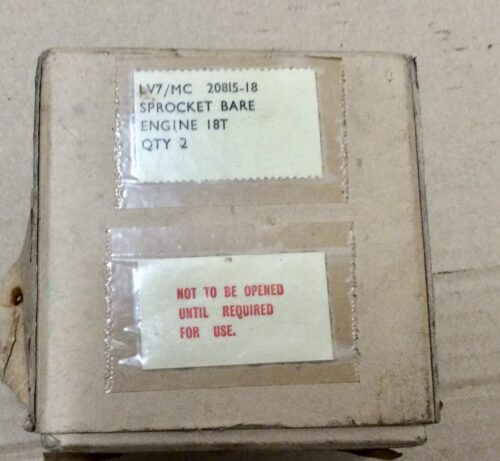 LV7/MC 20815-18
SPROCKET BARE
ENGINE 18T
QTY 2
NOT TO BE OPENED
UNTIL REQUIRED
FOR USE.